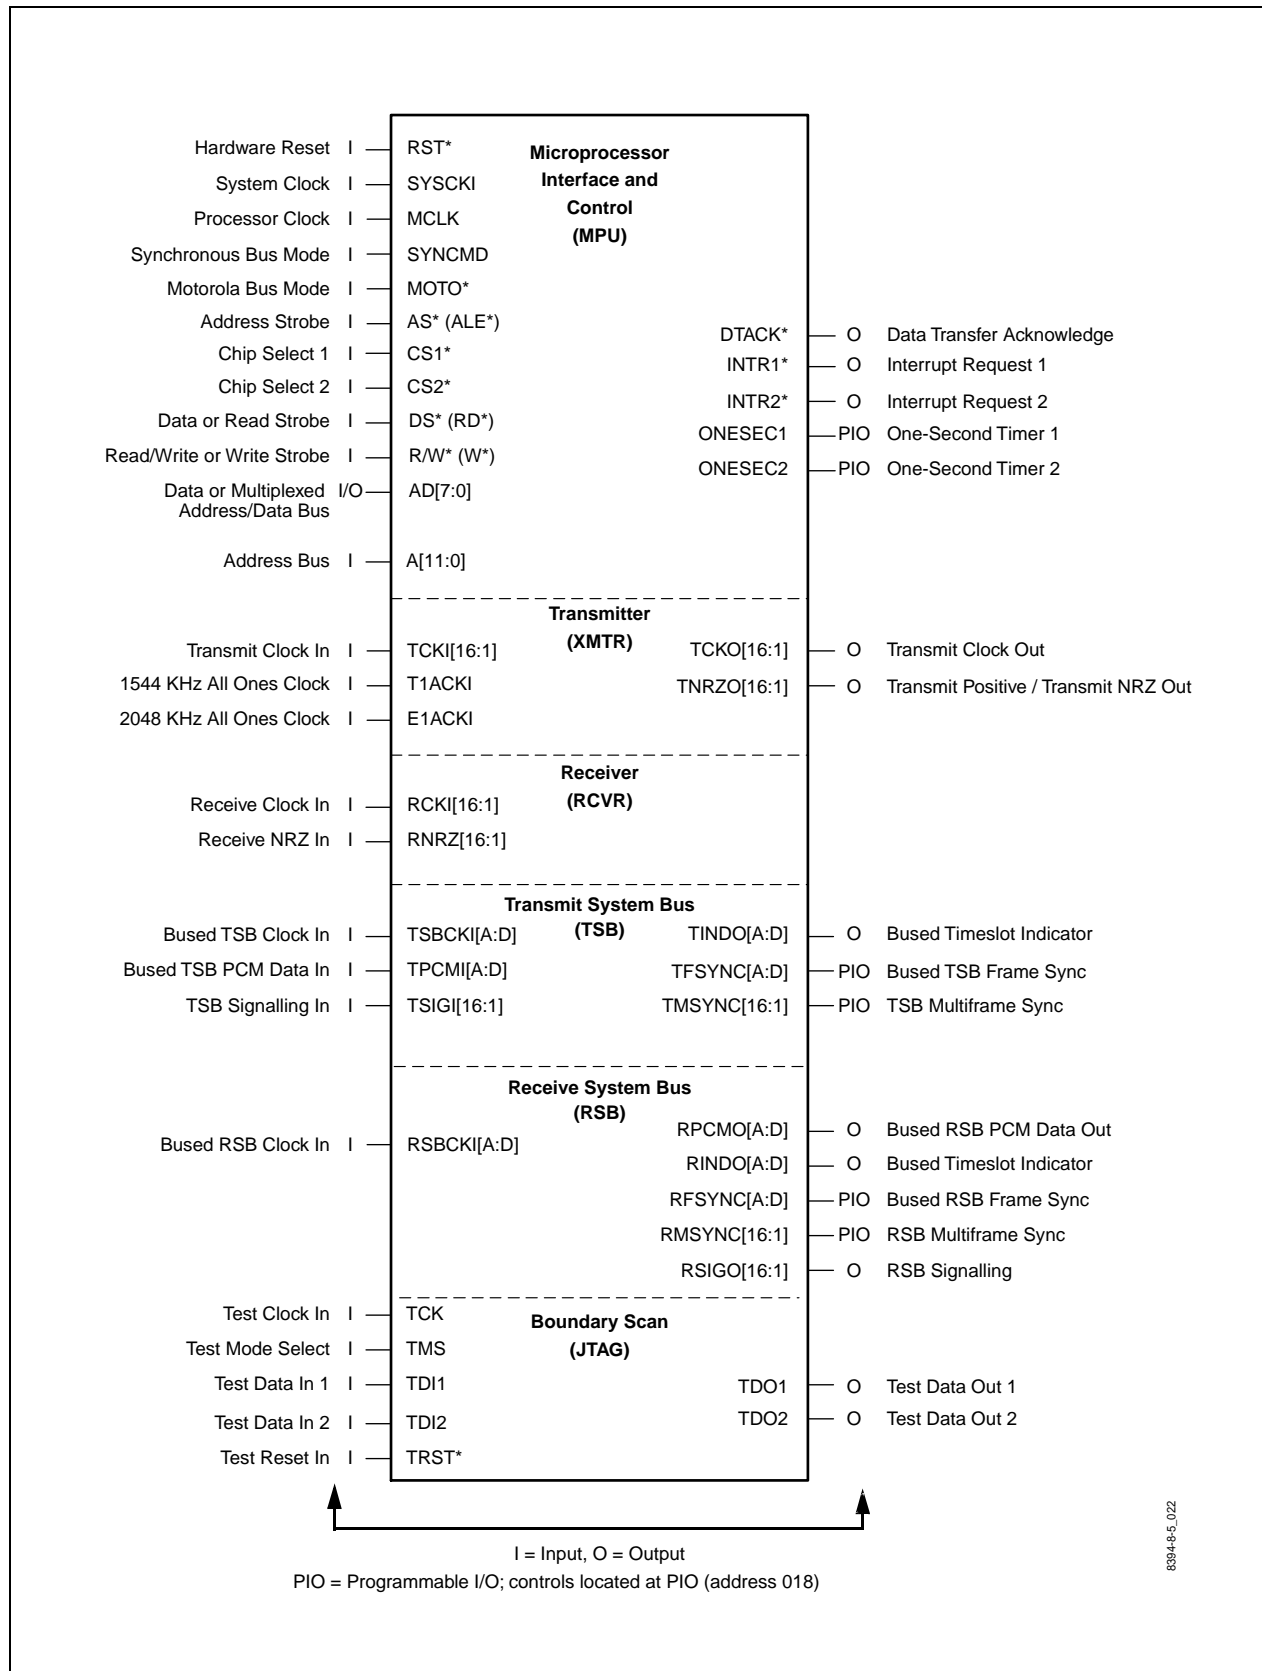 Microprocessor
Interface and
Control
(MPU)
Hardware Reset I RST*
System Clock I SYSCKI
Processor Clock I MCLK
Synchronous Bus Mode I SYNCMD
Motorola Bus Mode I MOTO*
Address Strobe I AS* (ALE*)
Chip Select 1 I CS1*
Chip Select 2 I CS2*
Data or Read Strobe I DS* (RD*)
Read/Write or Write Strobe I R/W* (W*)
Data or Multiplexed I/O AD[7:0]
Address/Data Bus
Address Bus I A[11:0]
DTACK* O Data Transfer Acknowledge
INTR1* O Interrupt Request 1
INTR2* O Interrupt Request 2
ONESEC1 PIO One-Second Timer 1
ONESEC2 PIO One-Second Timer 2
Transmitter
(XMTR)
Transmit Clock In I TCKI[16:1]
1544 KHz All Ones Clock I T1ACKI
2048 KHz All Ones Clock I E1ACKI
TCKO[16:1] O Transmit Clock Out
TNRZO[16:1] O Transmit Positive / Transmit NRZ Out
Receiver
(RCVR)
Receive Clock In I RCKI[16:1]
Receive NRZ In I RNRZ[16:1]
Transmit System Bus
(TSB)
Bused TSB Clock In I TSBCKI[A:D]
Bused TSB PCM Data In I TPCMI[A:D]
TSB Signalling In I TSIGI[16:1]
TINDO[A:D] O Bused Timeslot Indicator
TFSYNC[A:D] PIO Bused TSB Frame Sync
TMSYNC[16:1] PIO TSB Multiframe Sync
Receive System Bus
(RSB)
Bused RSB Clock In I RSBCKI[A:D]
RPCMO[A:D] O Bused RSB PCM Data Out
RINDO[A:D] O Bused Timeslot Indicator
RFSYNC[A:D] PIO Bused RSB Frame Sync
RMSYNC[16:1] PIO RSB Multiframe Sync
RSIGO[16:1] O RSB Signalling
Boundary Scan
(JTAG)
Test Clock In I TCK
Test Mode Select I TMS
Test Data In 1 I TDI1
Test Data In 2 I TDI2
Test Reset In I TRST*
TDO1 O Test Data Out 1
TDO2 O Test Data Out 2
I = Input, O = Output
PIO = Programmable I/O; controls located at PIO (address 018)
8394-8-5_022